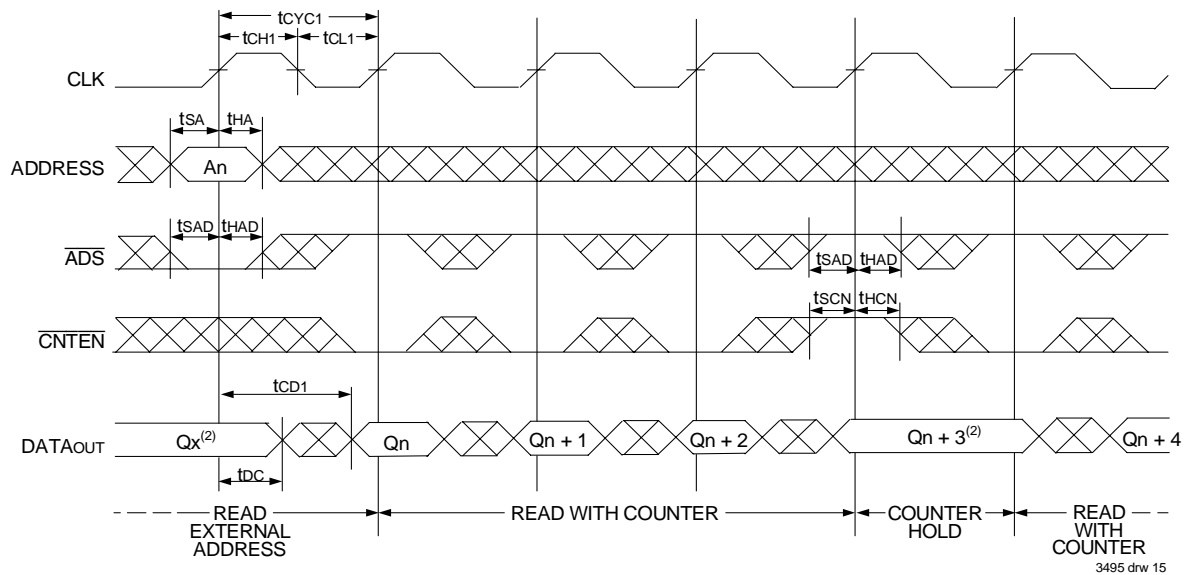 tCYC1
tCH1 tCL1
CLK
tSA tHA
ADDRESS An
tSAD tHAD
ADS
tSAD tHAD
tSCN tHCN
CNTEN
tCD1
DATAOUT Qx(2) Qn Qn + 1 Qn + 2 Qn + 3(2) Qn + 4
tDC
READ EXTERNAL ADDRESS
READ WITH COUNTER
COUNTER HOLD
READ WITH COUNTER
3495 drw 15